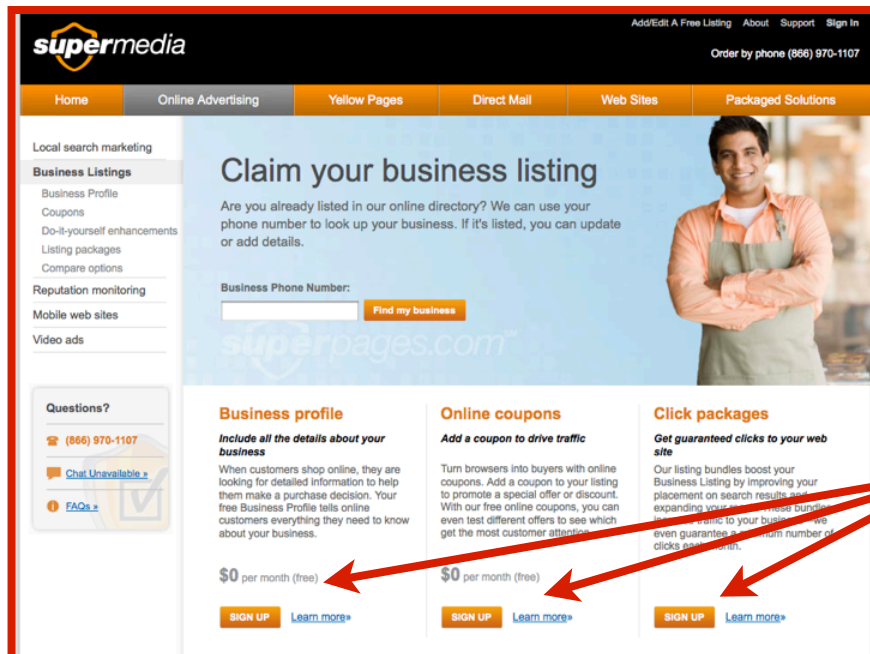 Add/Edit A Free Listing About Support Sign In
supermedia
Order by phone (866) 970-1107
Home Online Advertising Yellow Pages Direct Mail Web Sites Packaged Solutions
Local search marketing
Business Listings
Business Profile
Coupons
Do-it-yourself enhancements
Listing packages
Compare options
Reputation monitoring
Mobile web sites
Video ads
Claim your business listing
Are you already listed in our online directory? We can use your
phone number to look up your business. If it's listed, you can update
or add details.
Business Phone Number:
Find my business
superpages.com
Questions?
(866) 970-1107
Chat Unavailable »
FAQs »
Business profile
Include all the details about your
business
When customers shop online, they are
looking for detailed information to help
them make a purchase decision. Your
free Business Profile tells online
customers everything they need to know
about your business.
$0 per month (free)
SIGN UP Learn more»
Online coupons
Add a coupon to drive traffic
Turn browsers into buyers with online
coupons. Add a coupon to your listing
to promote a special offer or discount.
With our free online coupons, you can
even test different offers to see which
get the most customer attention.
$0 per month (free)
SIGN UP Learn more»
Click packages
Get guaranteed clicks to your web
site
Our listing bundles boost your
Business Listing by improving your
placement on search results and
expanding your These bundles
traffic to your business we
even guarantee a number of
clicks each month.
SIGN UP Learn more»